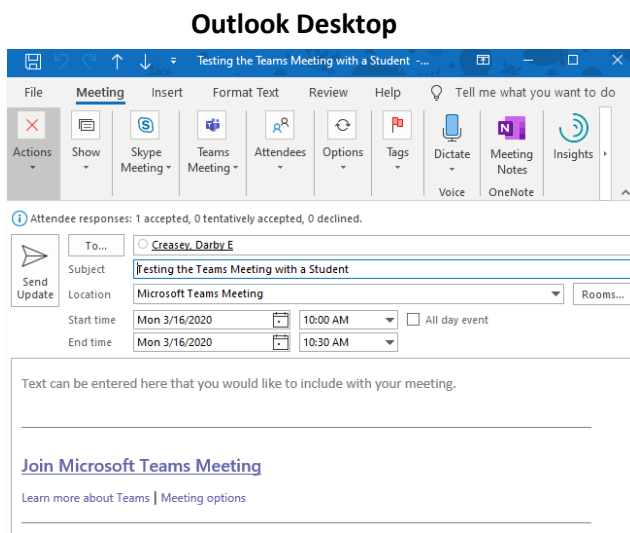 Outlook Desktop
Testing the Teams Meeting with a Student -...
File Meeting Insert Format Text Review Help Tell me what you want to do
Actions Show Skype Meeting Teams Meeting Attendees Options Tags Dictate Meeting Notes Insights
Voice OneNote
Attendee responses: 1 accepted, 0 tentatively accepted, 0 declined.
To... Creasey, Darby E
Subject Testing the Teams Meeting with a Student
Send Update
Location Microsoft Teams Meeting Rooms...
Start time Mon 3/16/2020 10:00 AM All day event
End time Mon 3/16/2020 10:30 AM
Text can be entered here that you would like to include with your meeting.
Join Microsoft Teams Meeting
Learn more about Teams | Meeting options